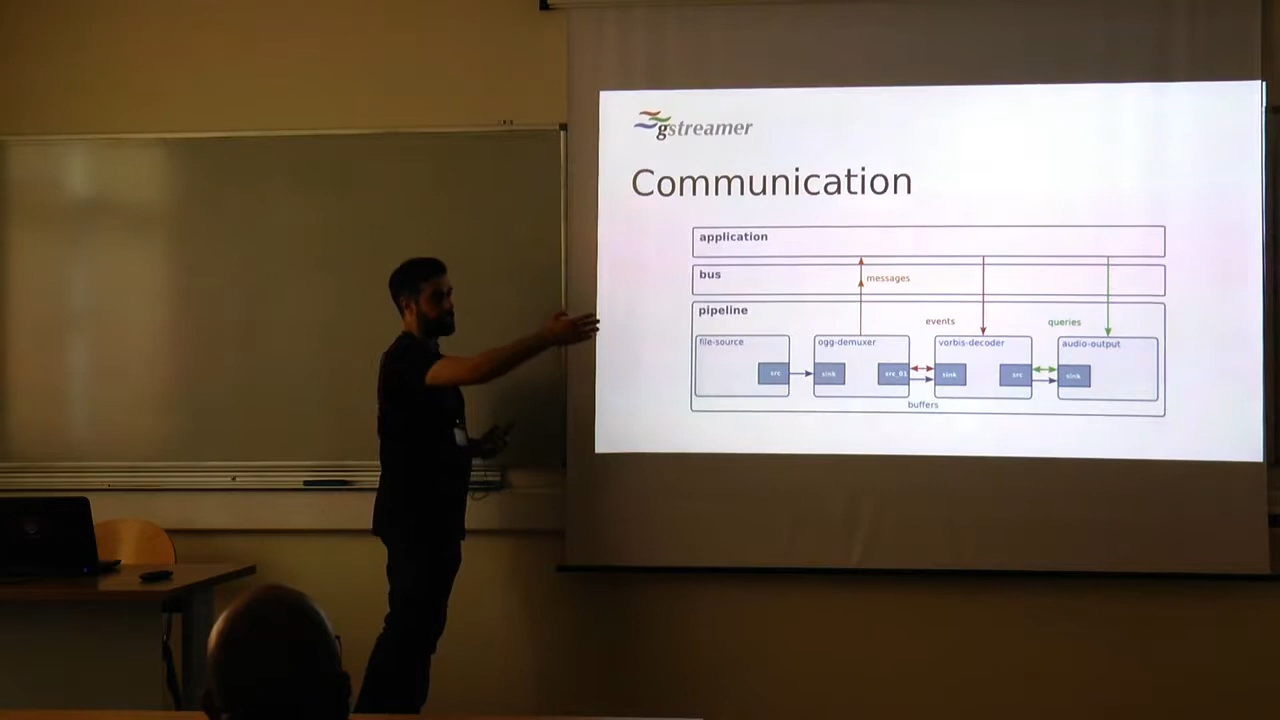 gstreamer
Communication
application
bus
messages
pipeline
events
queries
file-source
ogg-demuxer
vorbis-decoder
audio-output
src
sink
src_01
sink
src
sink
buffers